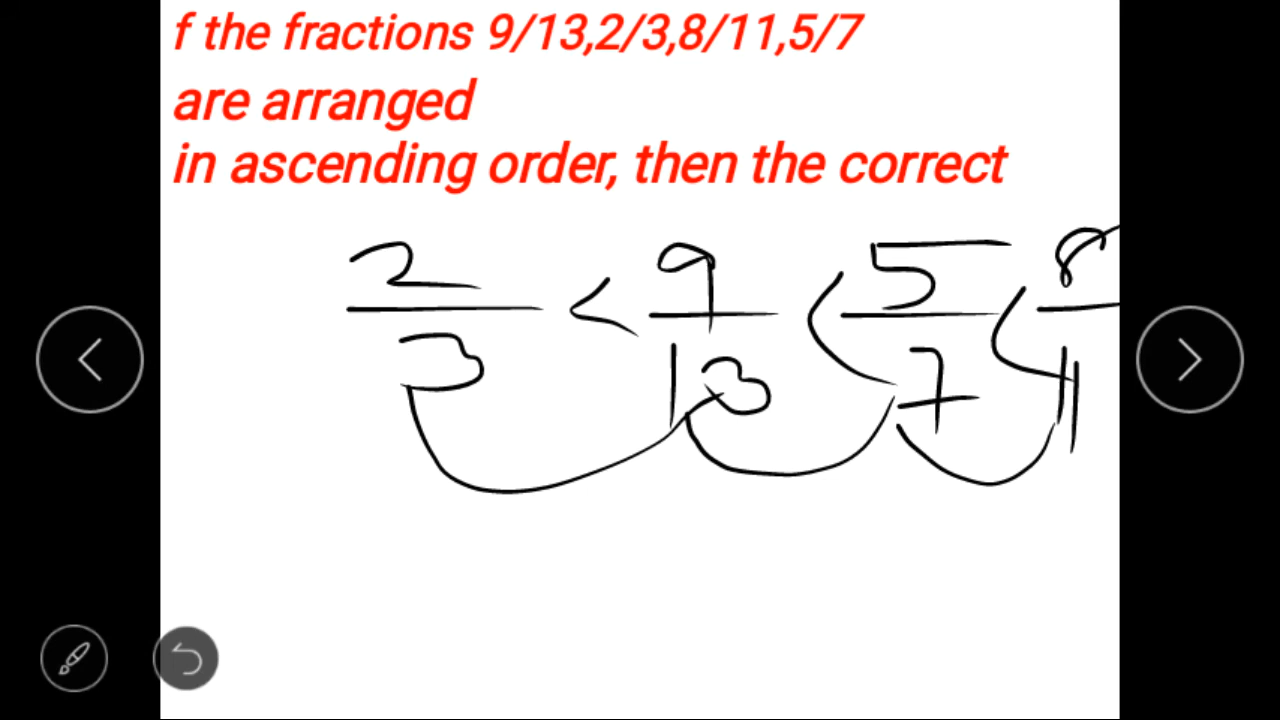 f the fractions 9/13,2/3,8/11,5/7
are arranged
in ascending order, then the correct
2/3 < 9/13 < 5/7 < 8/11